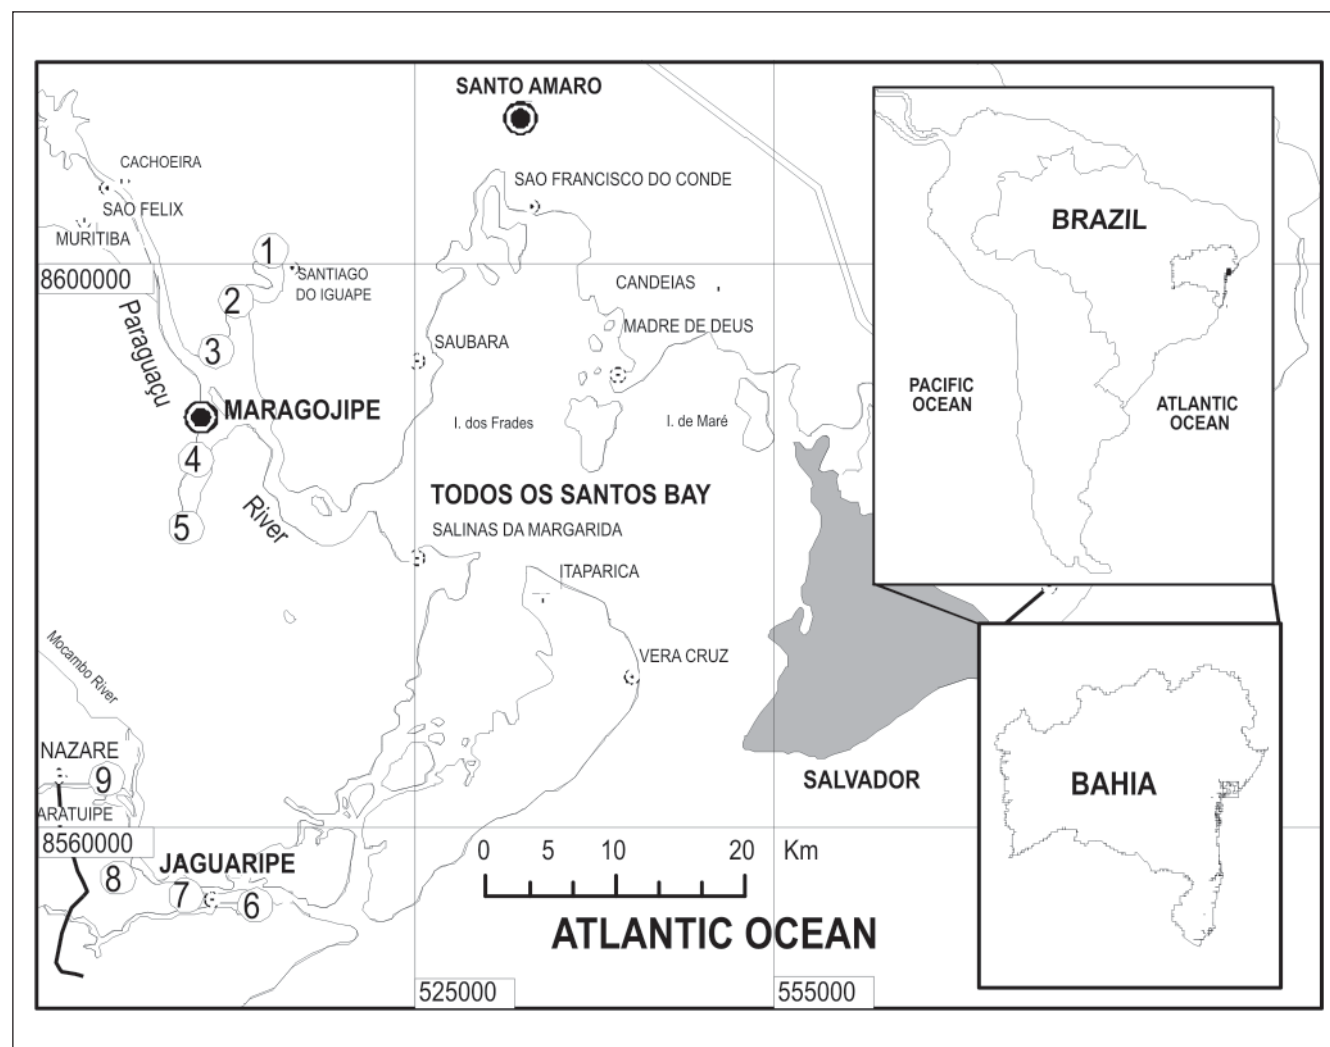 SANTO AMARO
CACHOEIRA
SAO FELIX
MURITIBA
SAO FRANCISCO DO CONDE
BRAZIL
1
SANTIAGO
DO IGUAPE
8600000
2
CANDEIAS
Paraguaçu
MADRE DE DEUS
3
SAUBARA
PACIFIC
OCEAN
ATLANTIC
OCEAN
MARAGOJIPE
I. dos Frades
I. de Maré
4
TODOS OS SANTOS BAY
5
River
SALINAS DA MARGARIDA
ITAPARICA
Mocambo River
VERA CRUZ
NAZARE
9
SALVADOR
BAHIA
ARATUIPE
8560000
JAGUARIPE
0 5 10 20 Km
8
7
6
ATLANTIC OCEAN
525000
555000